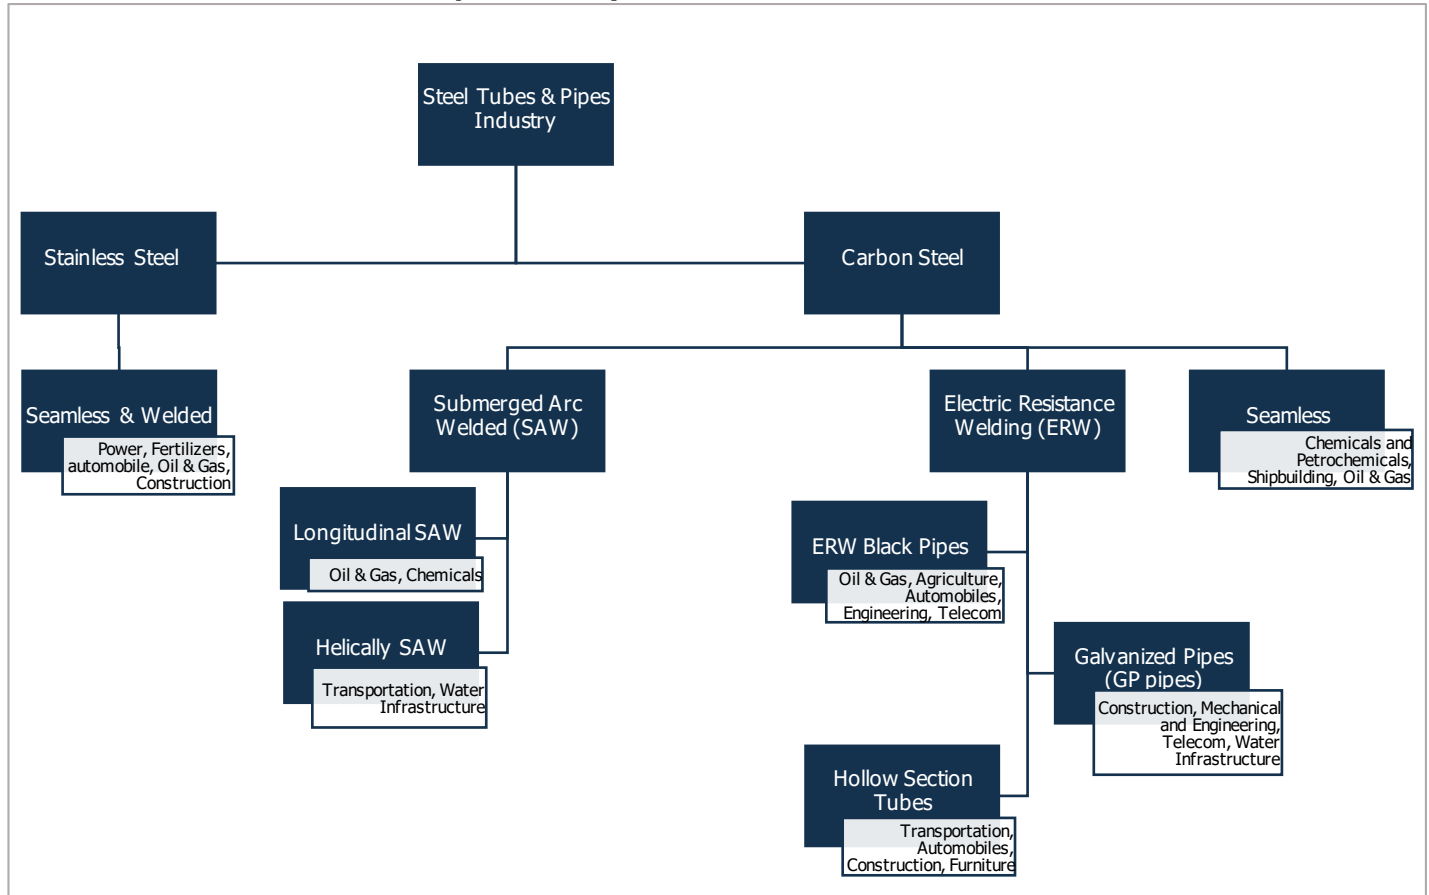 Steel Tubes & Pipes
Industry
Stainless Steel
Carbon Steel
Seamless & Welded
Power, Fertilizers,
automobile, Oil & Gas,
Construction
Submerged Arc
Welded (SAW)
Electric Resistance
Welding (ERW)
Seamless
Chemicals and
Petrochemicals,
Shipbuilding, Oil & Gas
Longitudinal SAW
Oil & Gas, Chemicals
Helically SAW
Transportation, Water
Infrastructure
ERW Black Pipes
Oil & Gas, Agriculture,
Automobiles,
Engineering, Telecom
Galvanized Pipes
(GP pipes)
Construction, Mechanical
and Engineering,
Telecom, Water
Infrastructure
Hollow Section
Tubes
Transportation,
Automobiles,
Construction, Furniture